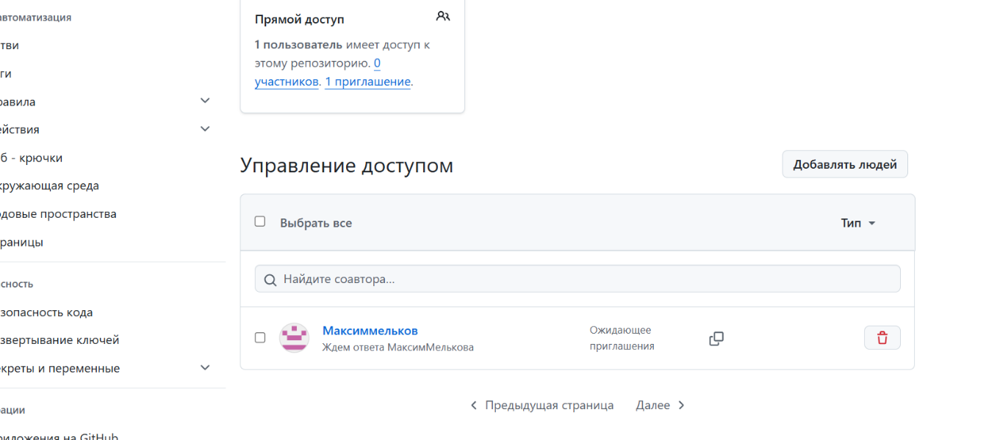 автоматизация
тви
ги
равила
ействия
б - крючки
кружающая среда
одовые пространства
раницы
сность
зопасность кода
звертывание ключей
екреты и переменные
рации
риложения на GitHub
Прямой доступ
1 пользователь имеет доступ к
этому репозиторию. 0
участников. 1 приглашение.
Управление доступом
Добавлять людей
Выбрать все
Тип
Найдите соавтора...
Максиммельков
Ждем ответа МаксимМелькова
Ожидающее
приглашения
Предыдущая страница
Далее